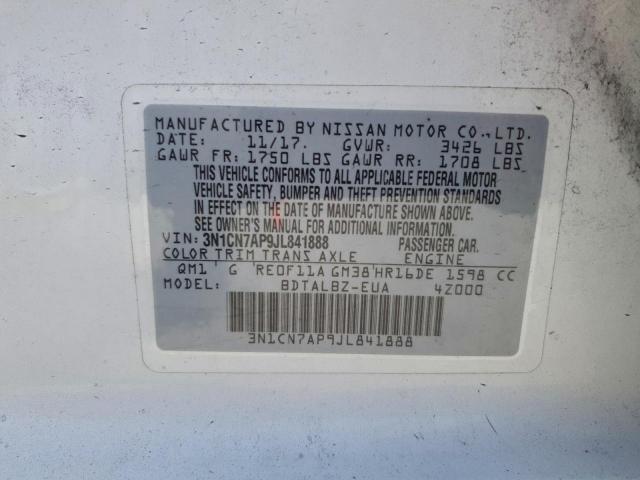 MANUFACTURED BY NISSAN MOTOR CO.,LTD.
DATE: 11/17. GVWR: 3426 LBS
GAWR FR: 1750 LBS GAWR RR: 1708 LBS
THIS VEHICLE CONFORMS TO ALL APPLICABLE FEDERAL MOTOR
VEHICLE SAFETY, BUMPER AND THEFT PREVENTION STANDARDS
IN EFFECT ON THE DATE OF MANUFACTURE SHOWN ABOVE.
SEE OWNER'S MANUAL FOR ADDITIONAL INFORMATION.
VIN: 3N1CN7AP9JL841888 PASSENGER CAR
COLOR TRIM TRANS AXLE ENGINE
QM1 G RE0F11A GM38 HR16DE 1598 CC
MODEL: BDTALBZ-EUA 4Z000
3N1CN7AP9JL841888